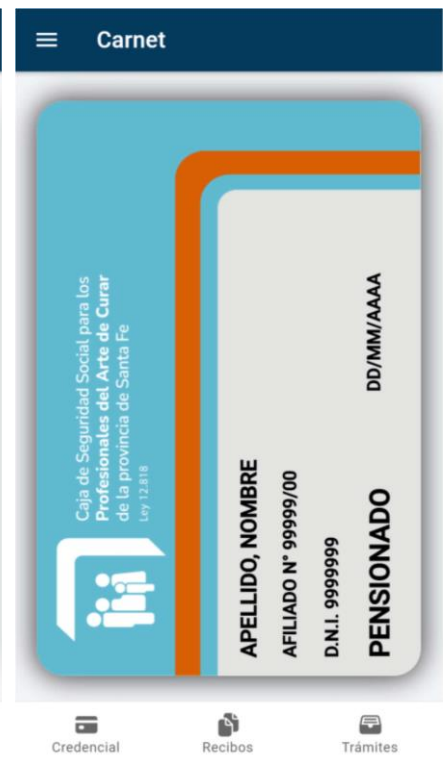 Carnet
Caja de Seguridad Social para los
Profesionales del Arte de Curar
de la provincia de Santa Fe
Ley 12.818
APELLIDO, NOMBRE
AFILIADO N° 99999/00
D.N.I. 9999999
PENSIONADO DD/MM/AAAA
Credencial Recibos Trámites